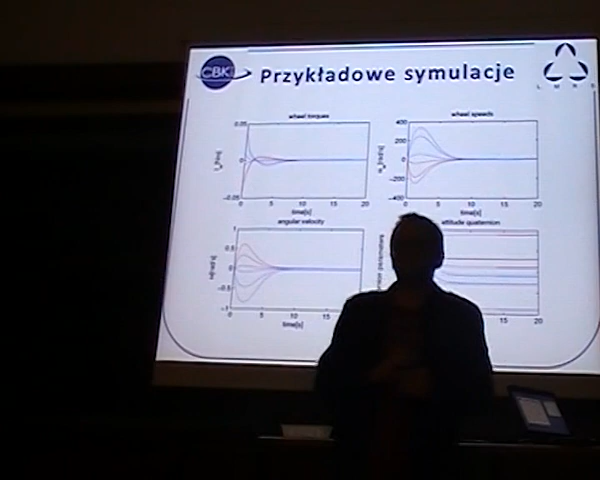 CBK
Przykładowe symulacje
L M R S
wheel torques
0.05
0
-0.05
0 5 10 15 20
time[s]
wheel speeds
400
200
0
-200
-400
0 5 10 15 20
time[s]
angular velocity
1
0.5
0
-0.5
-1
0 5 10 15
time[s]
attitude quaternion
15 20